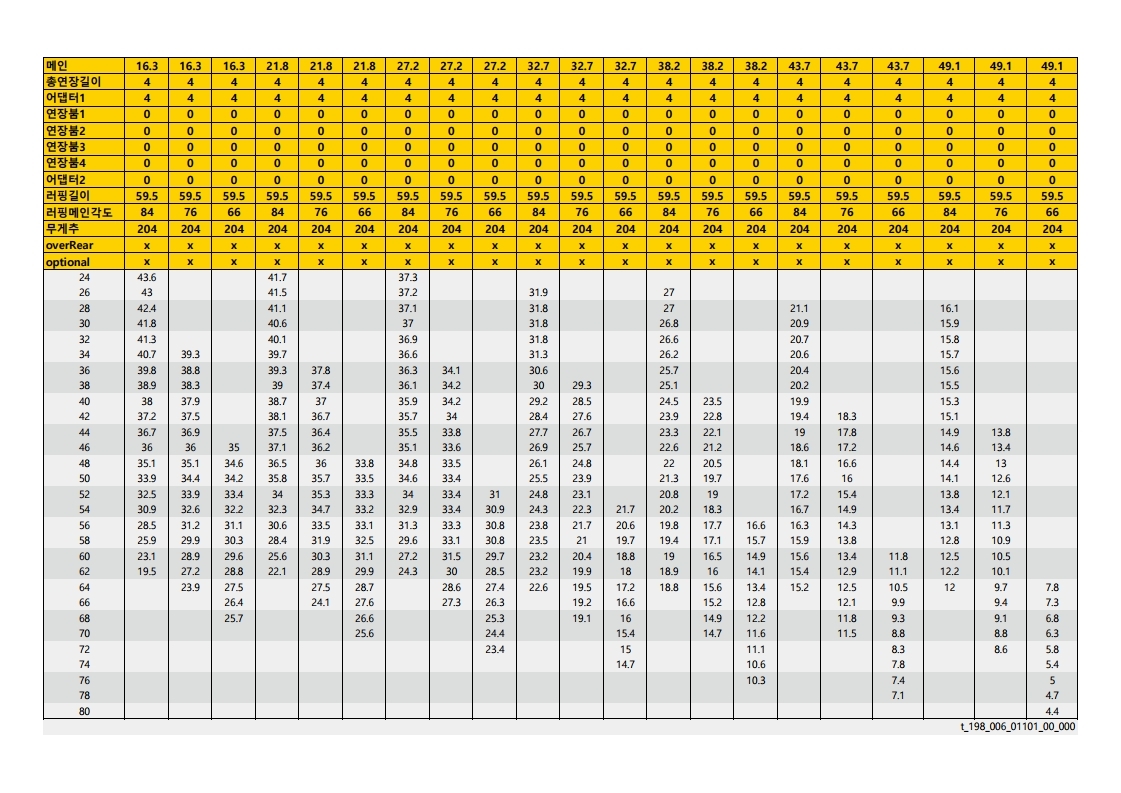 메인 16.3 16.3 16.3 21.8 21.8 21.8 27.2 27.2 27.2 32.7 32.7 32.7 38.2 38.2 38.2 43.7 43.7 43.7 49.1 49.1 49.1
총연장길이 4 4 4 4 4 4 4 4 4 4 4 4 4 4 4 4 4 4 4 4 4
어댑터1 4 4 4 4 4 4 4 4 4 4 4 4 4 4 4 4 4 4 4 4 4
연장붐1 0 0 0 0 0 0 0 0 0 0 0 0 0 0 0 0 0 0 0 0 0
연장붐2 0 0 0 0 0 0 0 0 0 0 0 0 0 0 0 0 0 0 0 0 0
연장붐3 0 0 0 0 0 0 0 0 0 0 0 0 0 0 0 0 0 0 0 0 0
연장붐4 0 0 0 0 0 0 0 0 0 0 0 0 0 0 0 0 0 0 0 0 0
어댑터2 0 0 0 0 0 0 0 0 0 0 0 0 0 0 0 0 0 0 0 0 0
러핑길이 59.5 59.5 59.5 59.5 59.5 59.5 59.5 59.5 59.5 59.5 59.5 59.5 59.5 59.5 59.5 59.5 59.5 59.5 59.5 59.5 59.5
러핑메인각도 84 76 66 84 76 66 84 76 66 84 76 66 84 76 66 84 76 66 84 76 66
무게추 204 204 204 204 204 204 204 204 204 204 204 204 204 204 204 204 204 204 204 204 204
overRear x x x x x x x x x x x x x x x x x x x x x
optional x x x x x x x x x x x x x x x x x x x x x
24 43.6 41.7 37.3
26 43 41.5 37.2 31.9 27
28 42.4 41.1 37.1 31.8 27 21.1 16.1
30 41.8 40.6 37 31.8 26.8 20.9 15.9
32 41.3 40.1 36.9 31.8 26.6 20.7 15.8
34 40.7 39.3 39.7 36.6 31.3 26.2 20.6 15.7
36 39.8 38.8 39.3 37.8 36.3 34.1 30.6 25.7 20.4 15.6
38 38.9 38.3 39 37.4 36.1 34.2 30 29.3 25.1 20.2 15.5
40 38 37.9 38.7 37 35.9 34.2 29.2 28.5 24.5 23.5 19.9 15.3
42 37.2 37.5 38.1 36.7 35.7 34 28.4 27.6 23.9 22.8 19.4 18.3 15.1
44 36.7 36.9 37.5 36.4 35.5 33.8 27.7 26.7 23.3 22.1 19 17.8 14.9 13.8
46 36 36 35 37.1 36.2 35.1 33.6 26.9 25.7 22.6 21.2 18.6 17.2 14.6 13.4
48 35.1 35.1 34.6 36.5 36 33.8 34.8 33.5 26.1 24.8 22 20.5 18.1 16.6 14.4 13
50 33.9 34.4 34.2 35.8 35.7 33.5 34.6 33.4 25.5 23.9 21.3 19.7 17.6 16 14.1 12.6
52 32.5 33.9 33.4 34 35.3 33.3 34 33.4 31 24.8 23.1 20.8 19 17.2 15.4 13.8 12.1
54 30.9 32.6 32.2 32.3 34.7 33.2 32.9 33.4 30.9 24.3 22.3 21.7 20.2 18.3 16.7 14.9 13.4 11.7
56 28.5 31.2 31.1 30.6 33.5 33.1 31.3 33.3 30.8 23.8 21.7 20.6 19.8 17.7 16.6 16.3 14.3 13.1 11.3
58 25.9 29.9 30.3 28.4 31.9 32.5 29.6 33.1 30.8 23.5 21 19.7 19.4 17.1 15.7 15.9 13.8 12.8 10.9
60 23.1 28.9 29.6 25.6 30.3 31.1 27.2 31.5 29.7 23.2 20.4 18.8 19 16.5 14.9 15.6 13.4 11.8 12.5 10.5
62 19.5 27.2 28.8 22.1 28.9 29.9 24.3 30 28.5 23.2 19.9 18 18.9 16 14.1 15.4 12.9 11.1 12.2 10.1
64 23.9 27.5 27.5 28.7 28.6 27.4 22.6 19.5 17.2 18.8 15.6 13.4 15.2 12.5 10.5 12 9.7 7.8
66 26.4 24.1 27.6 27.3 26.3 19.2 16.6 15.2 12.8 12.1 9.9 9.4 7.3
68 25.7 26.6 25.3 19.1 16 14.9 12.2 11.8 9.3 9.1 6.8
70 25.6 24.4 15.4 14.7 11.6 11.5 8.8 8.8 6.3
72 23.4 15 11.1 8.3 8.6 5.8
74 14.7 10.6 7.8 5.4
76 10.3 7.4 5
78 7.1 4.7
80 4.4
t_198_006_01101_00_000